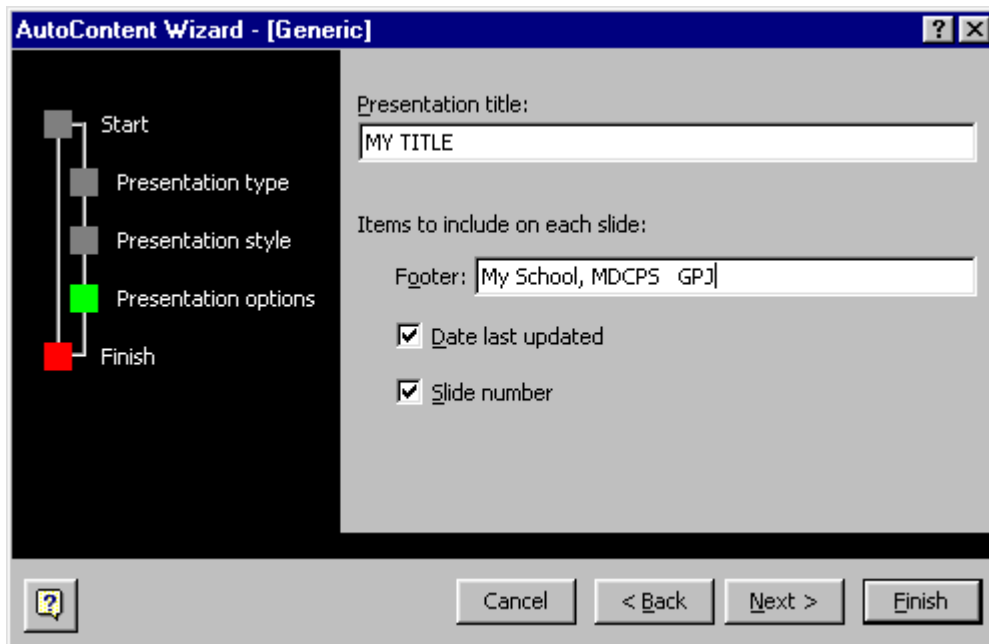 AutoContent Wizard - [Generic]
Start
Presentation type
Presentation style
Presentation options
Finish
Presentation title:
MY TITLE
Items to include on each slide:
Footer: My School, MDCPS   GPJ
Date last updated
Slide number
Cancel
< Back
Next >
Finish